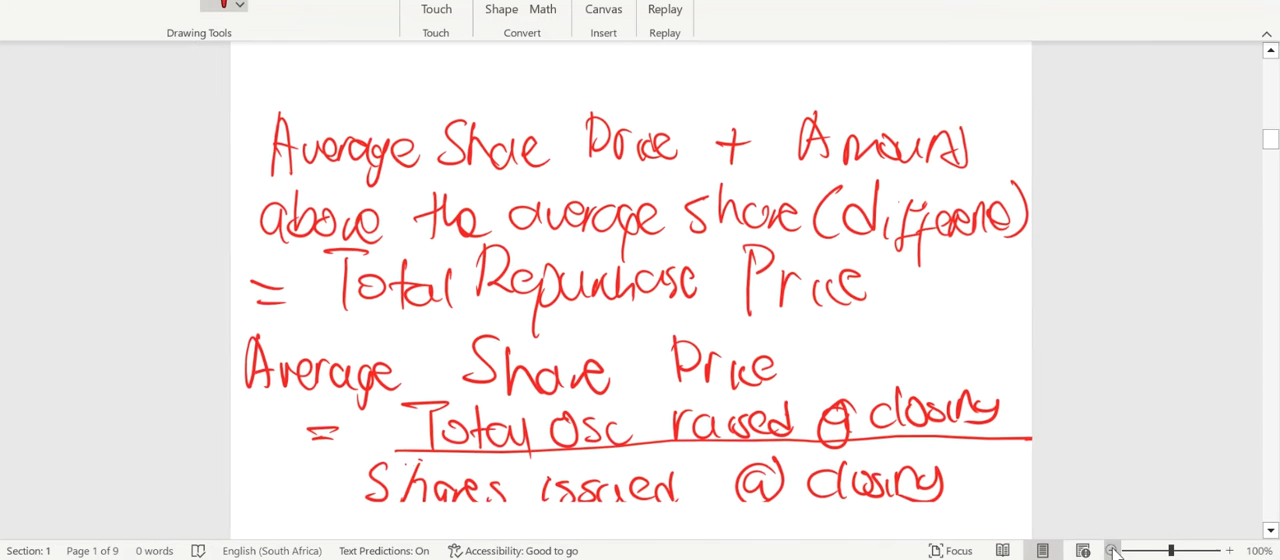 Touch Shape Math Canvas Replay
Drawing Tools Touch Convert Insert Replay
Average Share Price + Amount
above the average share (difference)
= Total Repurchase Price
Average Share Price
= Total OSC raised @ closing
Shares issued @ closing
Section: 1 Page 1 of 9 0 words English (South Africa) Text Predictions: On Accessibility: Good to go Focus 100%